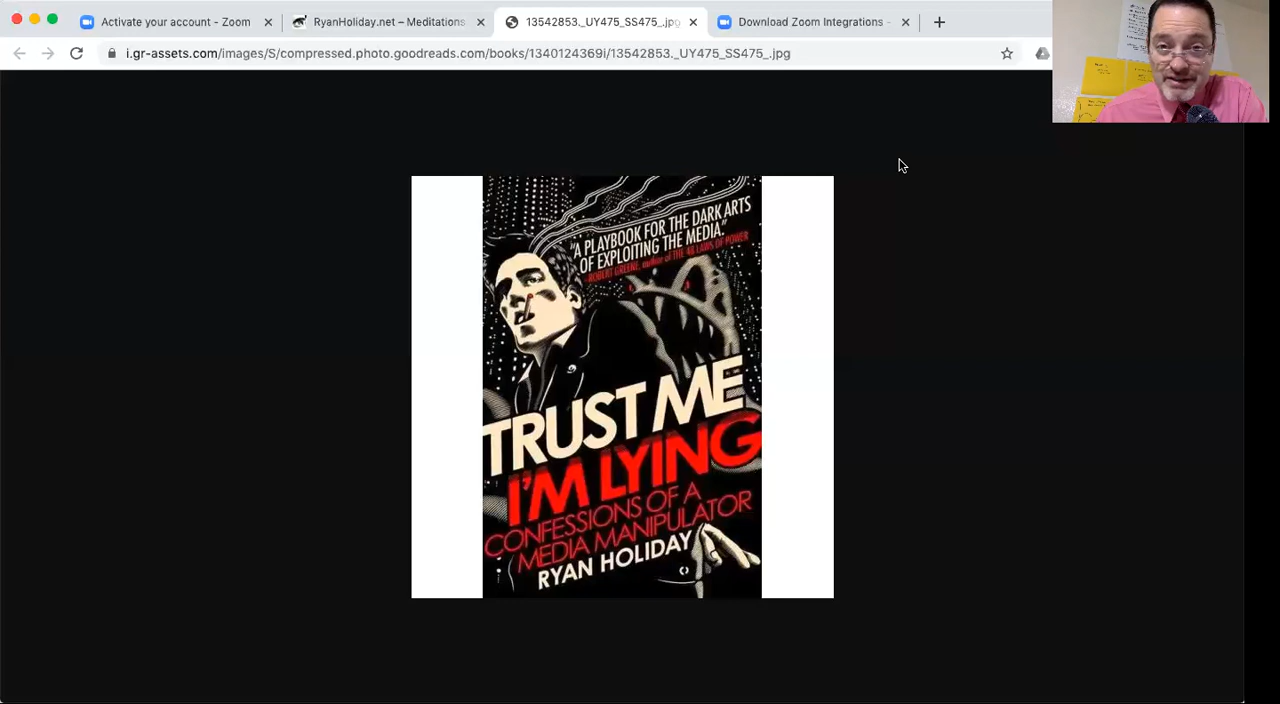 Activate your account - Zoom
RyanHoliday.net – Meditations
13542853._UY475_SS475_.jpg
Download Zoom Integrations -
i.gr-assets.com/images/S/compressed.photo.goodreads.com/books/1340124369i/13542853._UY475_SS475_.jpg
"A PLAYBOOK FOR THE DARK ARTS
OF EXPLOITING THE MEDIA."
-ROBERT GREENE, author of THE 48 LAWS OF POWER
TRUST ME
I'M LYING
CONFESSIONS OF A
MEDIA MANIPULATOR
RYAN HOLIDAY